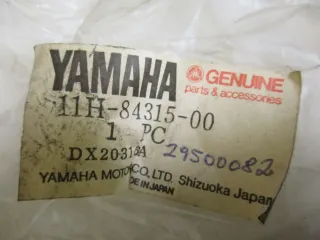 YAMAHA GENUINE
parts & accessories
11H-84315-00
1 PC
DX20313A 29500082
YAMAHA MOTOR CO., LTD. Shizuoka Japan
MADE IN JAPAN